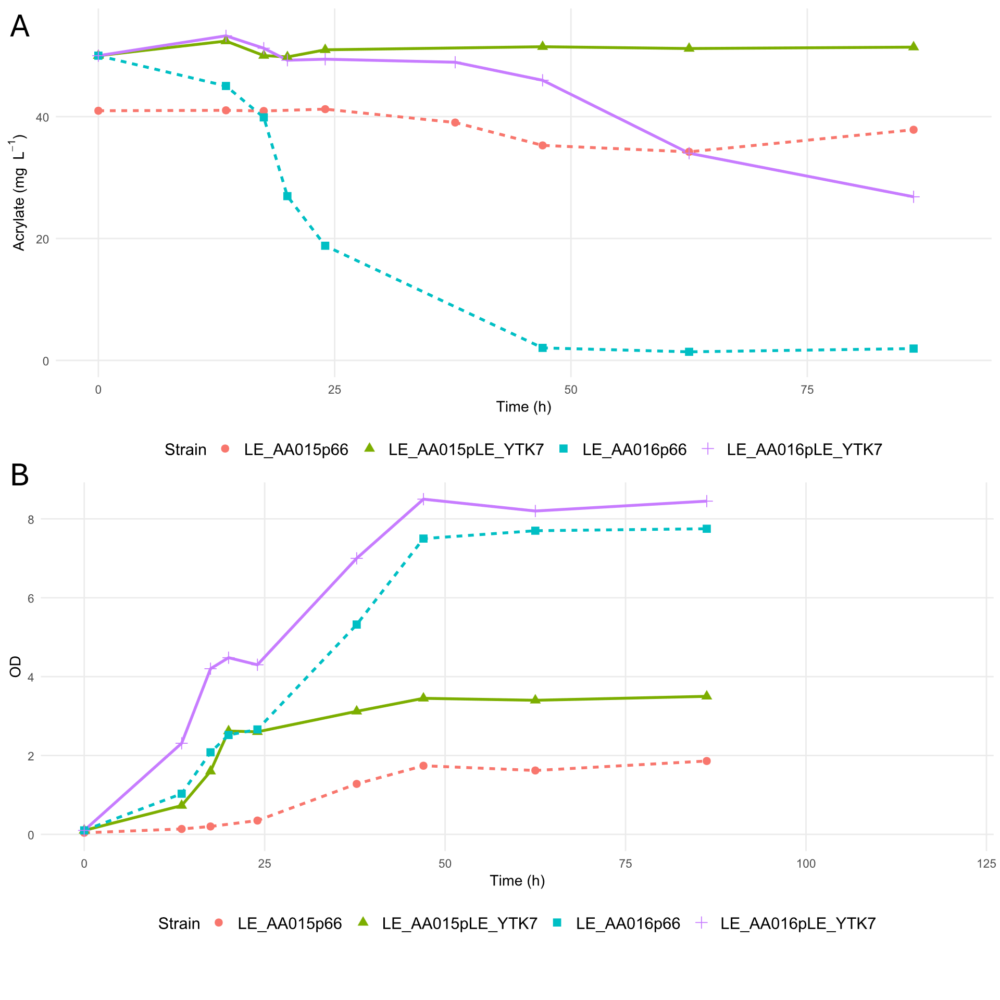 A
40
20
0
Acrylate (mg L⁻¹)
0 25 50 75
Time (h)
Strain LE_AA015p66 LE_AA015pLE_YTK7 LE_AA016p66 LE_AA016pLE_YTK7
B
8
6
4
2
0
OD
0 25 50 75 100 125
Time (h)
Strain LE_AA015p66 LE_AA015pLE_YTK7 LE_AA016p66 LE_AA016pLE_YTK7